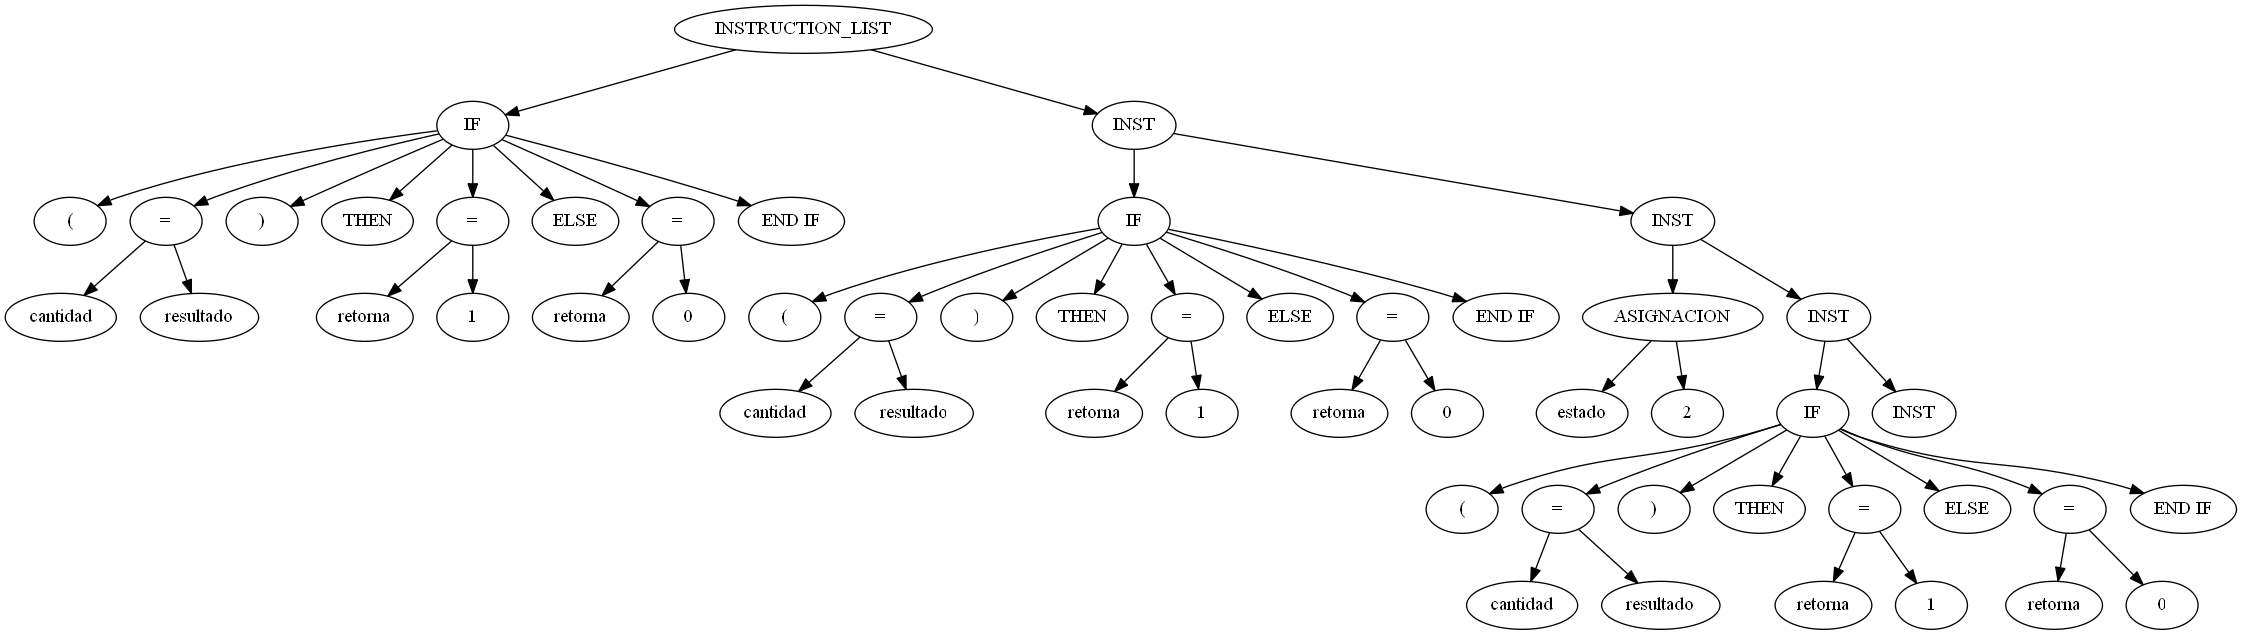 INSTRUCTION_LIST
IF
INST
(
=
)
THEN
=
ELSE
=
END IF
IF
INST
cantidad
resultado
retorna
1
retorna
0
(
=
)
THEN
=
ELSE
=
END IF
ASIGNACION
INST
cantidad
resultado
retorna
1
retorna
0
estado
2
IF
INST
(
=
)
THEN
=
ELSE
=
END IF
cantidad
resultado
retorna
1
retorna
0